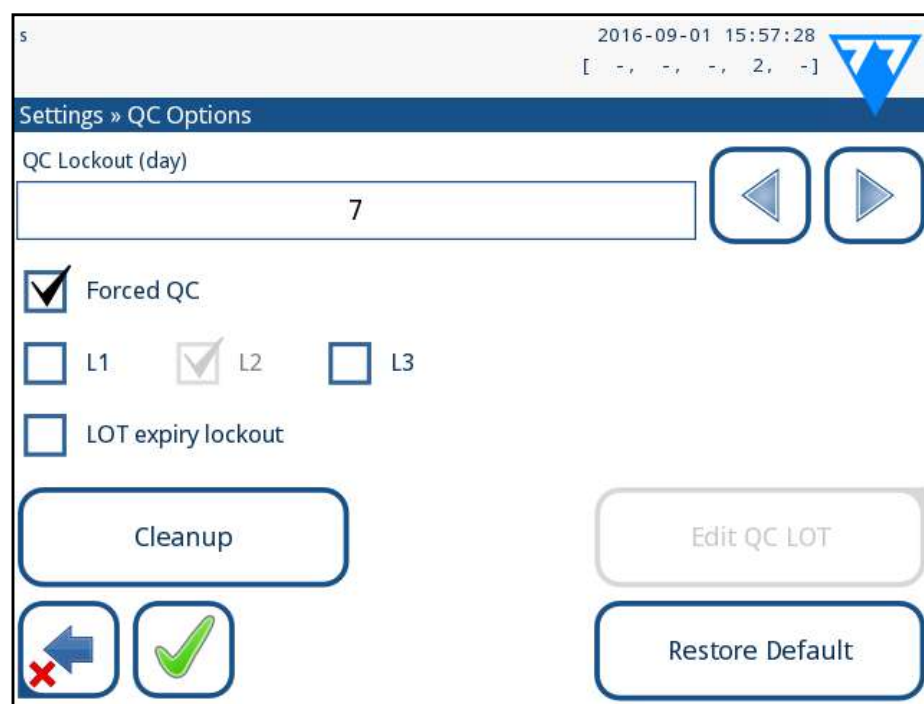 s
2016-09-01 15:57:28
[ -, -, -, 2, -]
Settings » QC Options
QC Lockout (day)
7
Forced QC
L1 L2 L3
LOT expiry lockout
Cleanup Edit QC LOT
Restore Default